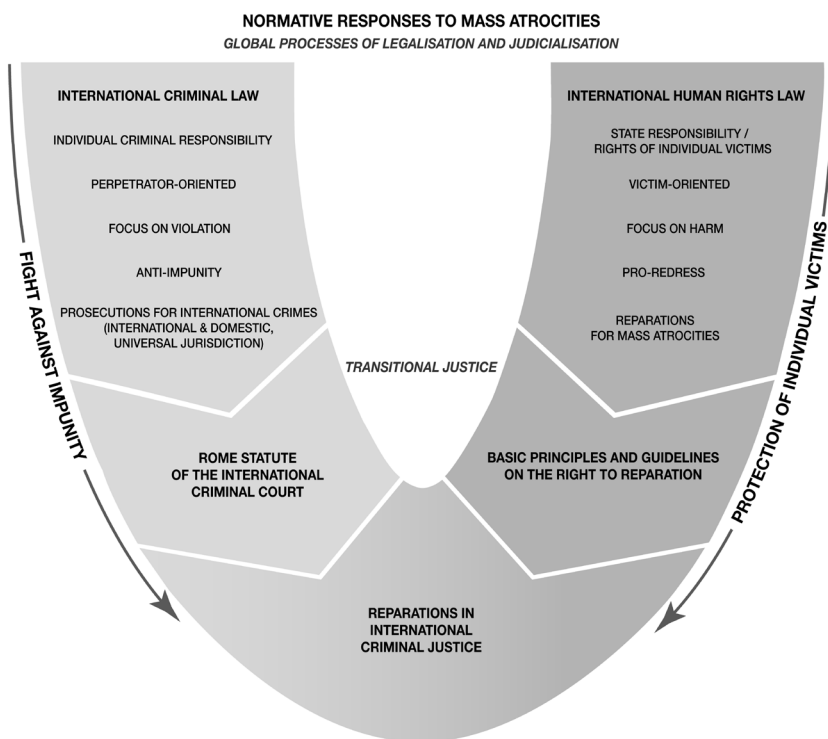 NORMATIVE RESPONSES TO MASS ATROCITIES
GLOBAL PROCESSES OF LEGALISATION AND JUDICIALISATION
INTERNATIONAL CRIMINAL LAW
INDIVIDUAL CRIMINAL RESPONSIBILITY
PERPETRATOR-ORIENTED
FOCUS ON VIOLATION
ANTI-IMPUNITY
PROSECUTIONS FOR INTERNATIONAL CRIMES
(INTERNATIONAL & DOMESTIC,
UNIVERSAL JURISDICTION)
INTERNATIONAL HUMAN RIGHTS LAW
STATE RESPONSIBILITY /
RIGHTS OF INDIVIDUAL VICTIMS
VICTIM-ORIENTED
FOCUS ON HARM
PRO-REDRESS
REPARATIONS
FOR MASS ATROCITIES
FIGHT AGAINST IMPUNITY
TRANSITIONAL JUSTICE
PROTECTION OF INDIVIDUAL VICTIMS
ROME STATUTE
OF THE INTERNATIONAL
CRIMINAL COURT
BASIC PRINCIPLES AND GUIDELINES
ON THE RIGHT TO REPARATION
REPARATIONS IN
INTERNATIONAL
CRIMINAL JUSTICE